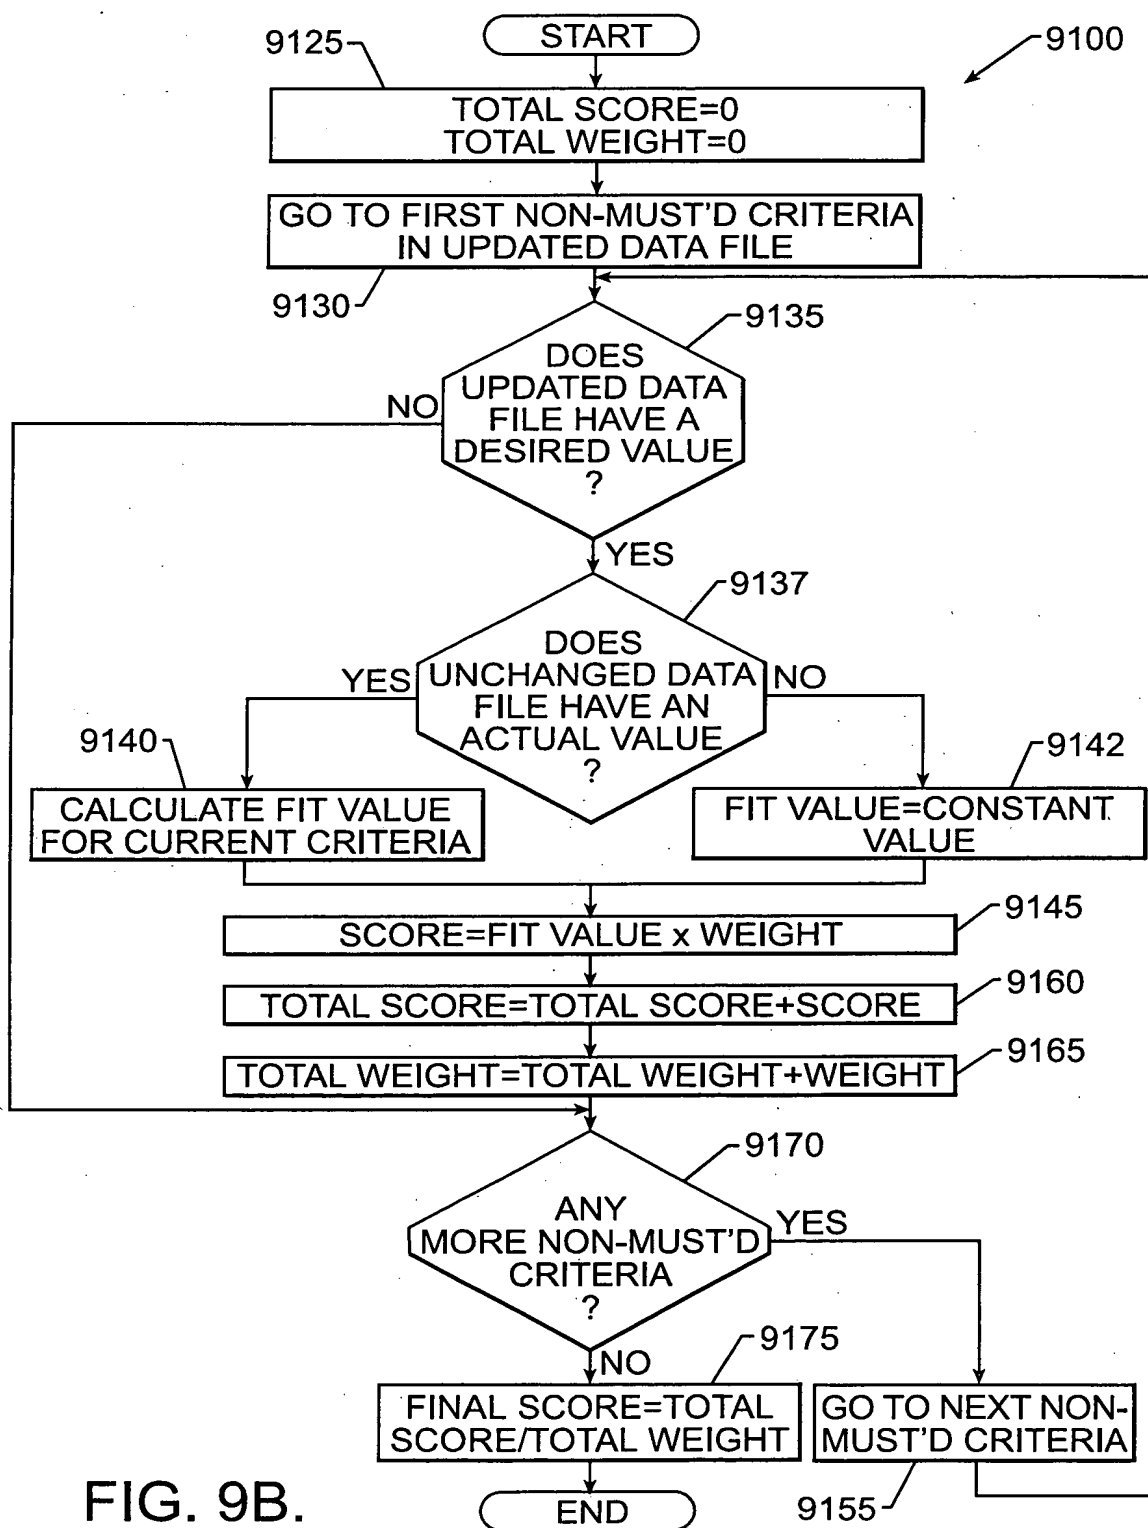 START
9125
9100
TOTAL SCORE=0
TOTAL WEIGHT=0
GO TO FIRST NON-MUST'D CRITERIA
IN UPDATED DATA FILE
9130
9135
DOES
UPDATED DATA
FILE HAVE A
DESIRED VALUE
?
NO
YES
9137
DOES
UNCHANGED DATA
FILE HAVE AN
ACTUAL VALUE
?
YES
NO
9140
9142
CALCULATE FIT VALUE
FOR CURRENT CRITERIA
FIT VALUE=CONSTANT
VALUE
9145
SCORE=FIT VALUE x WEIGHT
9160
TOTAL SCORE=TOTAL SCORE+SCORE
9165
TOTAL WEIGHT=TOTAL WEIGHT+WEIGHT
9170
ANY
MORE NON-MUST'D
CRITERIA
?
YES
NO
9175
FINAL SCORE=TOTAL
SCORE/TOTAL WEIGHT
GO TO NEXT NON-
MUST'D CRITERIA
9155
END
FIG. 9B.